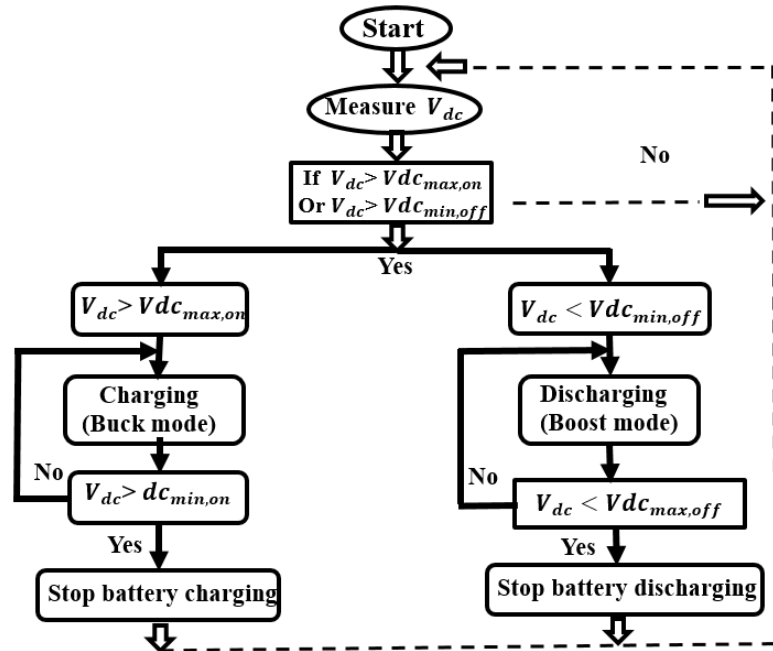 Start
Measure V_dc
If V_dc > Vdc_max,on
Or V_dc > Vdc_min,off
No
Yes
V_dc > Vdc_max,on
V_dc < Vdc_min,off
Charging
(Buck mode)
Discharging
(Boost mode)
No
V_dc > dc_min,on
No
V_dc < Vdc_max,off
Yes
Yes
Stop battery charging
Stop battery discharging